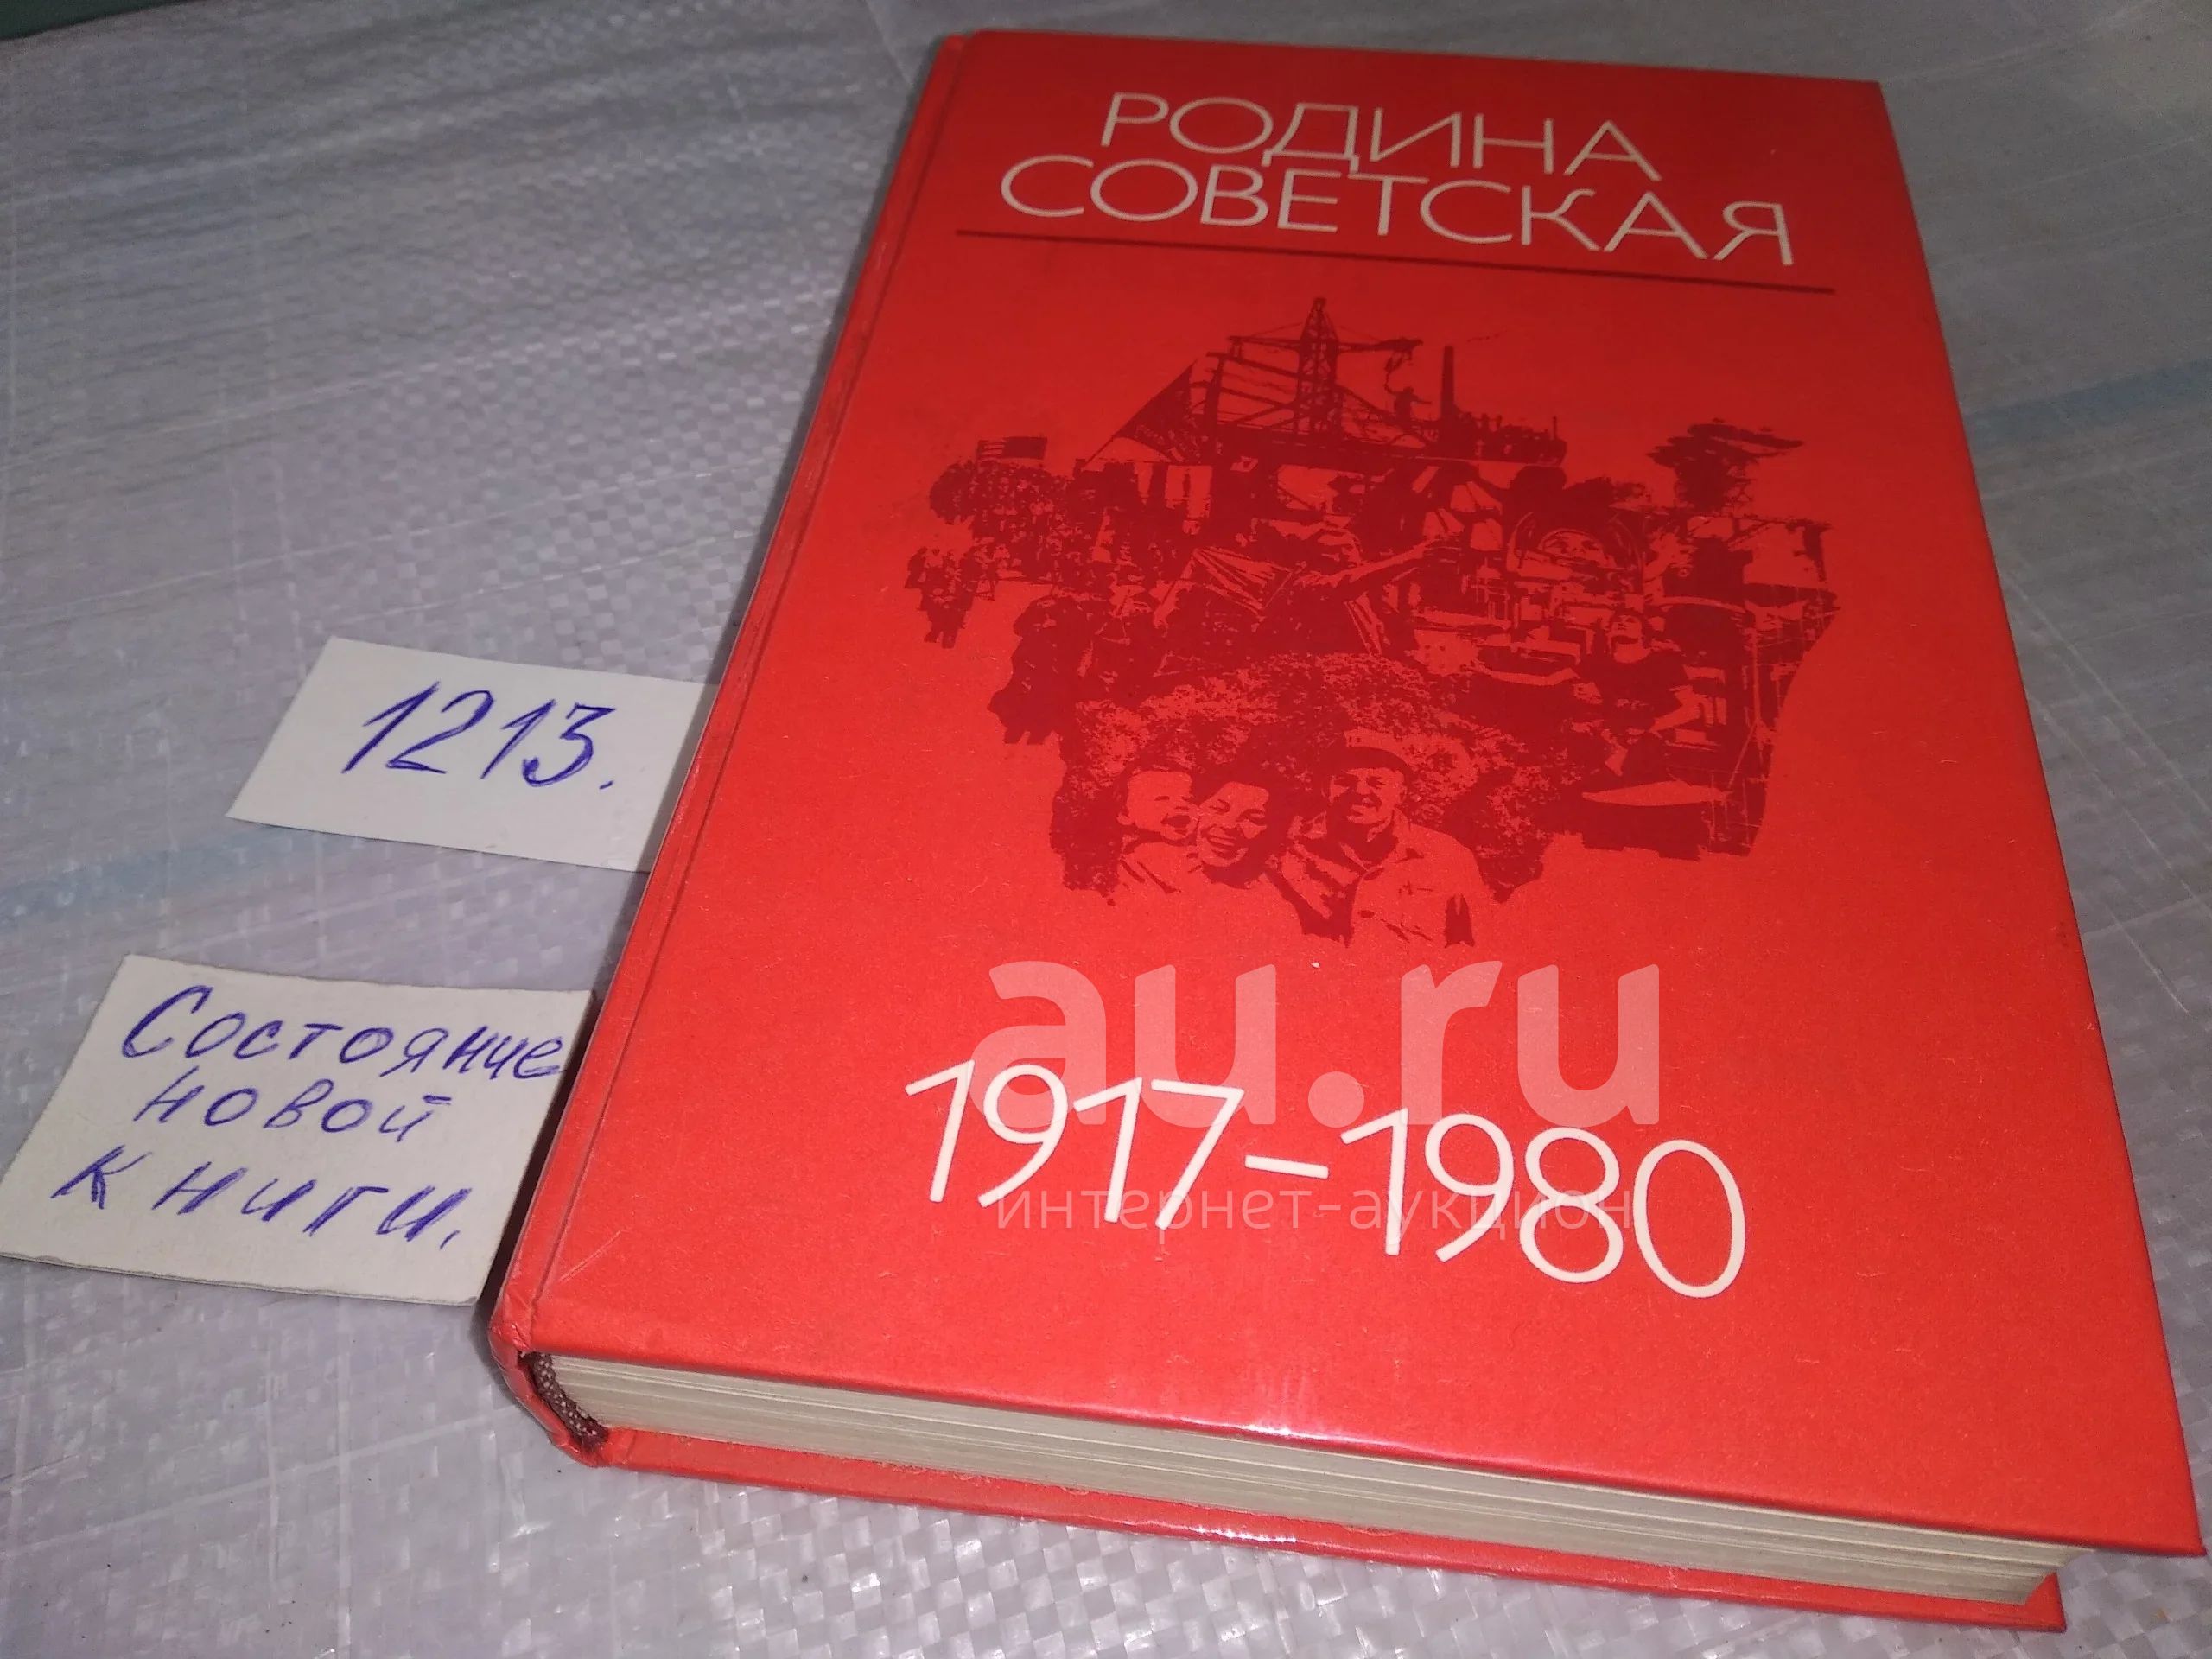 РОДИНА
СОВЕТСКАЯ
1213.
Состояние
новой
книги.
au.ru
1917-1980
интернет-аукцион